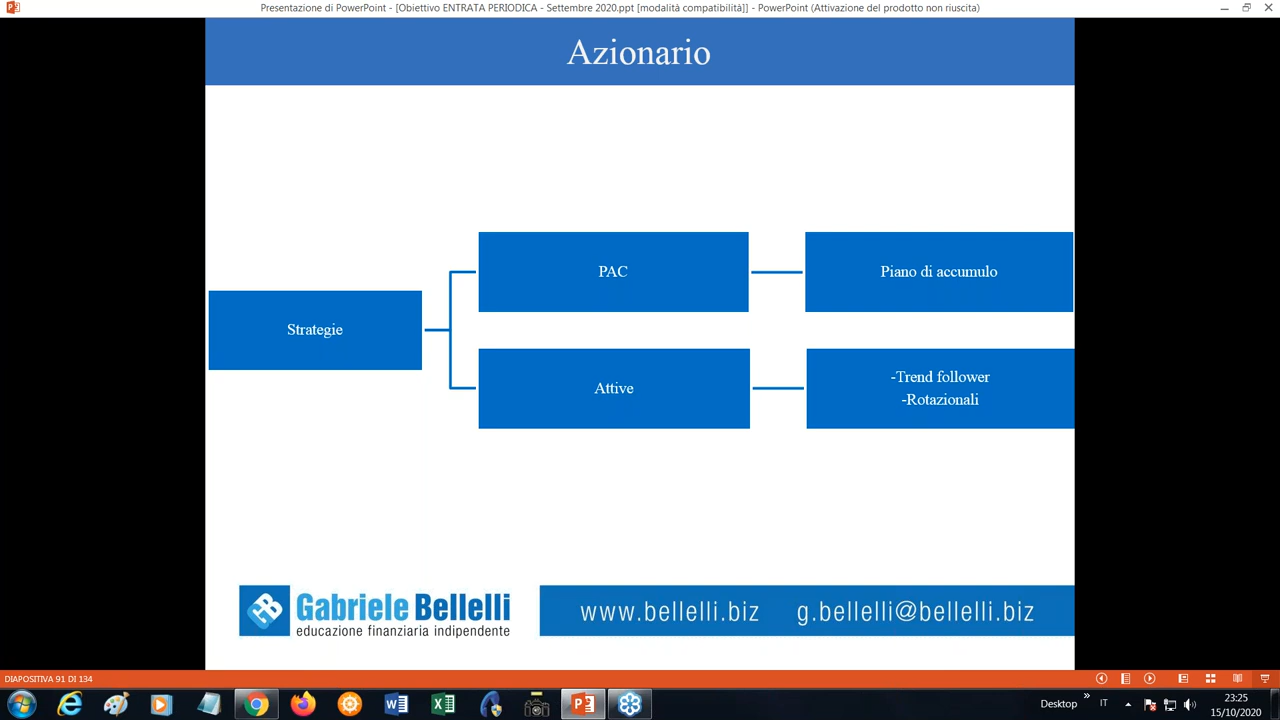 Presentazione di PowerPoint - [Obiettivo ENTRATA PERIODICA - Settembre 2020.ppt [modalità compatibilità]] - PowerPoint (Attivazione del prodotto non riuscita)
Azionario
PAC
Piano di accumulo
Strategie
Attive
-Trend follower
-Rotazionali
Gabriele Bellelli
educazione finanziaria indipendente
www.bellelli.biz g.bellelli@bellelli.biz
DIAPOSITIVA 91 DI 134
Desktop
IT
23:25
15/10/2020